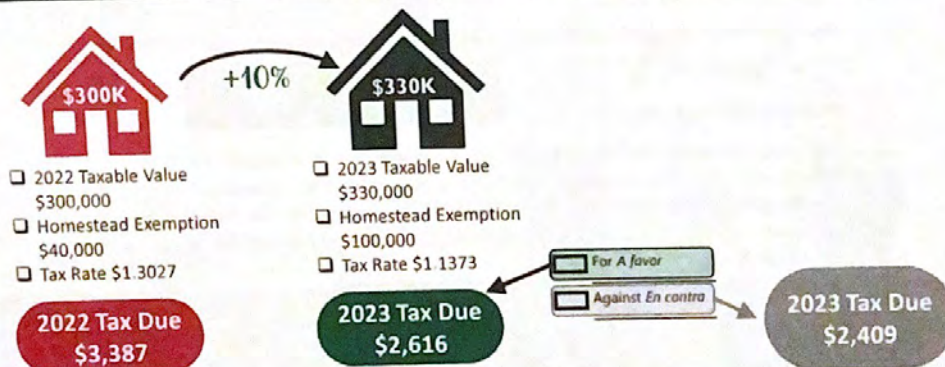 $300K
+10%
$330K
❑ 2022 Taxable Value
$300,000
❑ Homestead Exemption
$40,000
❑ Tax Rate $1.3027
2022 Tax Due
$3,387
❑ 2023 Taxable Value
$330,000
❑ Homestead Exemption
$100,000
❑ Tax Rate $1.1373
2023 Tax Due
$2,616
For A favor
Against En contra
2023 Tax Due
$2,409